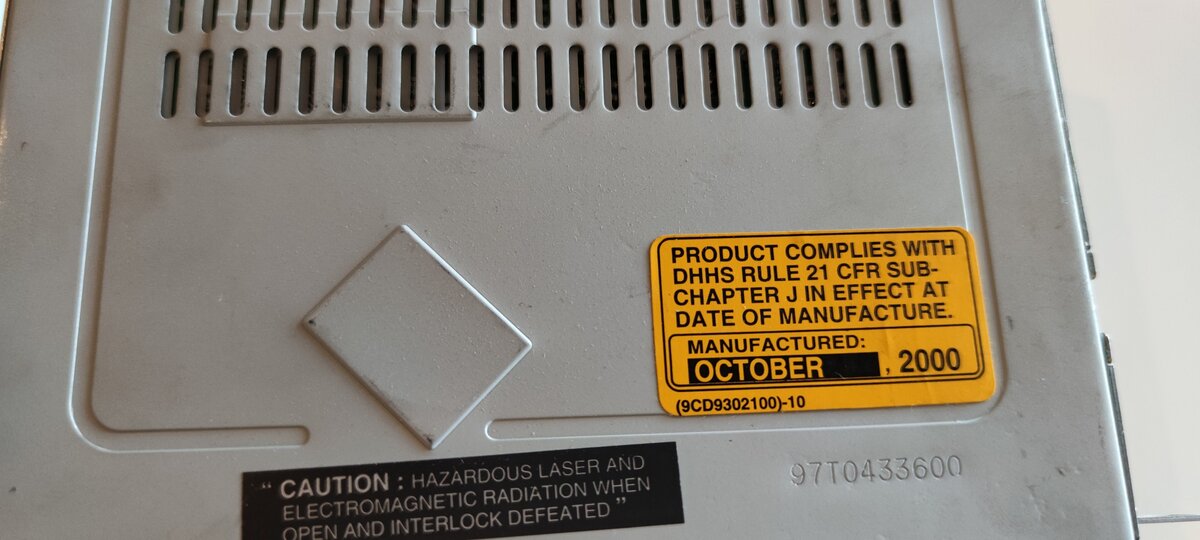 PRODUCT COMPLIES WITH
DHHS RULE 21 CFR SUB-
CHAPTER J IN EFFECT AT
DATE OF MANUFACTURE.
MANUFACTURED:
OCTOBER , 2000
(9CD9302100)-10
97T0433600
“ CAUTION : HAZARDOUS LASER AND
ELECTROMAGNETIC RADIATION WHEN
OPEN AND INTERLOCK DEFEATED ”